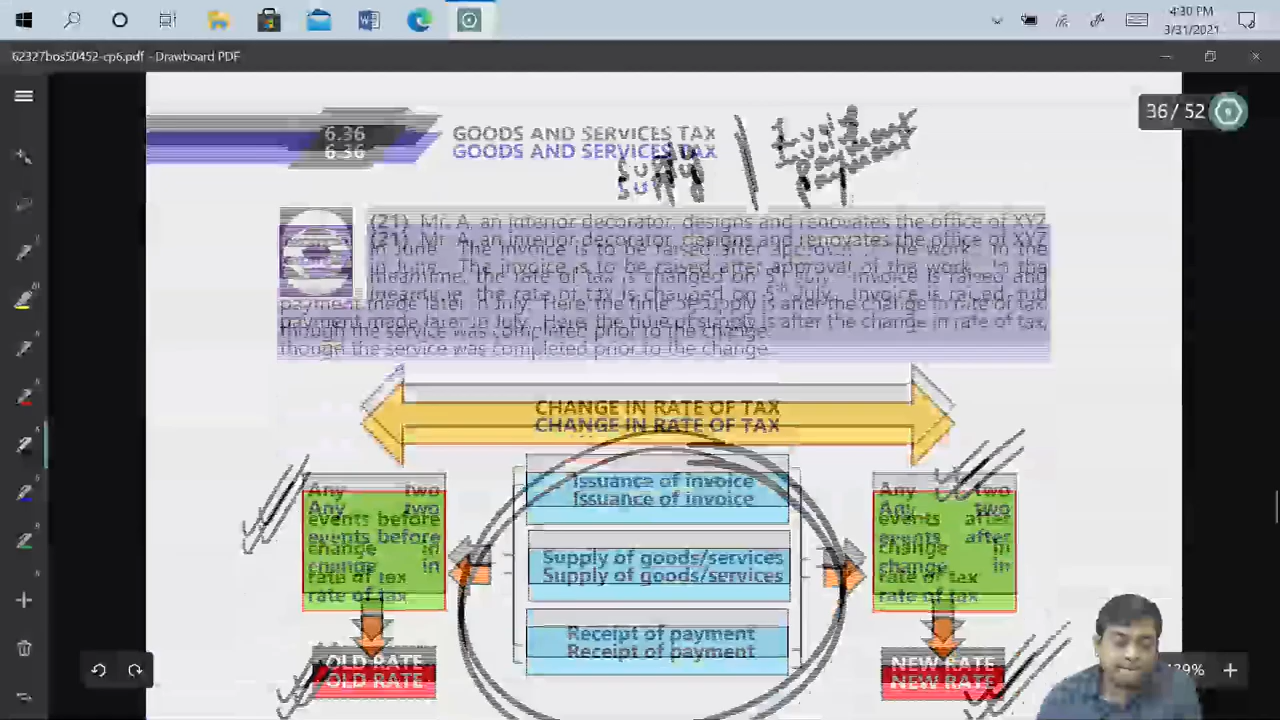 4:30 PM
3/31/2021
62327bos50452-cp6.pdf - Drawboard PDF
36 / 52
6.36
GOODS AND SERVICES TAX
Supply
payment
(21) Mr. A, an interior decorator, designs and renovates the office of XYZ
in June. The invoice is to be raised after approval of the work. In the
meantime, the rate of tax is changed on 5th July. Invoice is raised and
payment made later in July. Here, the time of supply is after the change in rate of tax,
though the service was completed prior to the change.
CHANGE IN RATE OF TAX
Any two
events before
change in
rate of tax
Issuance of invoice
Supply of goods/services
Receipt of payment
Any two
events after
change in
rate of tax
OLD RATE
NEW RATE